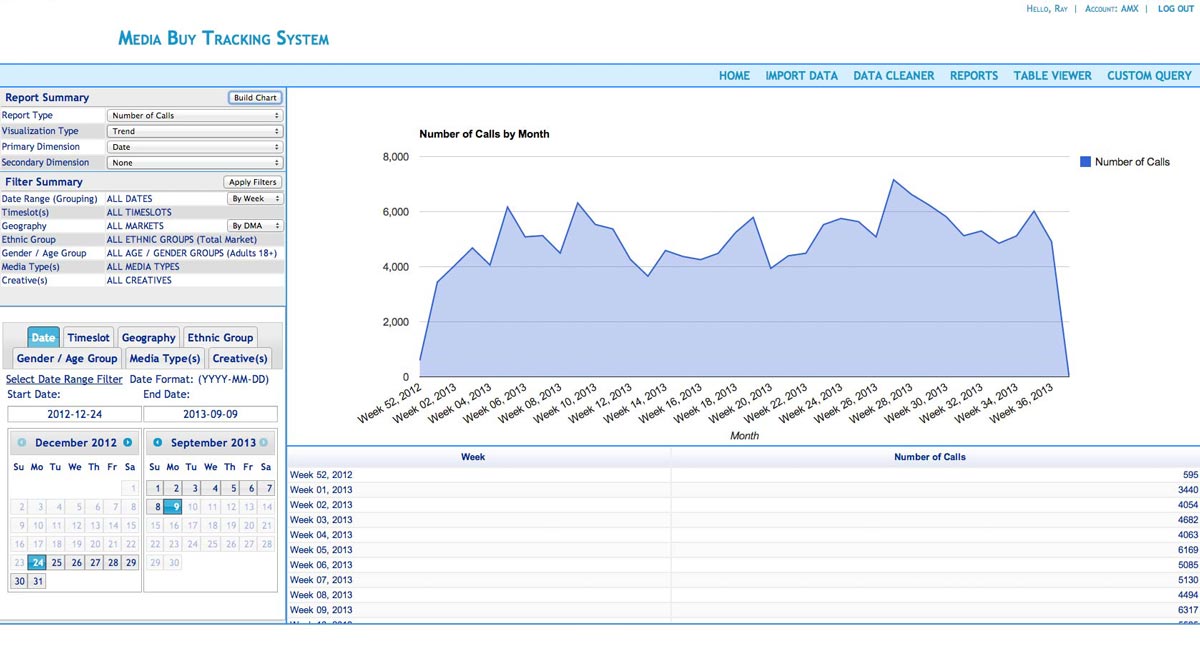 Hello, Ray | Account: AMX | LOG OUT
Media Buy Tracking System
HOME IMPORT DATA DATA CLEANER REPORTS TABLE VIEWER CUSTOM QUERY
Report Summary Build Chart
Report Type Number of Calls
Visualization Type Trend
Primary Dimension Date
Secondary Dimension None
Filter Summary Apply Filters
Date Range (Grouping) ALL DATES By Week
Timeslot(s) ALL TIMESLOTS
Geography ALL MARKETS By DMA
Ethnic Group ALL ETHNIC GROUPS (Total Market)
Gender / Age Group ALL AGE / GENDER GROUPS (Adults 18+)
Media Type(s) ALL MEDIA TYPES
Creative(s) ALL CREATIVES
Date Timeslot Geography Ethnic Group
Gender / Age Group Media Type(s) Creative(s)
Select Date Range Filter Date Format: (YYYY-MM-DD)
Start Date: End Date:
2012-12-24 2013-09-09
December 2012
Su Mo Tu We Th Fr Sa
1
2 3 4 5 6 7 8
9 10 11 12 13 14 15
16 17 18 19 20 21 22
23 24 25 26 27 28 29
30 31
September 2013
Su Mo Tu We Th Fr Sa
1 2 3 4 5 6 7
8 9 10 11 12 13 14
15 16 17 18 19 20 21
22 23 24 25 26 27 28
29 30
Number of Calls by Month
Number of Calls
8,000
6,000
4,000
2,000
0
Week 52, 2012
Week 02, 2013
Week 04, 2013
Week 06, 2013
Week 08, 2013
Week 10, 2013
Week 12, 2013
Week 14, 2013
Week 16, 2013
Week 18, 2013
Week 20, 2013
Week 22, 2013
Week 24, 2013
Week 26, 2013
Week 28, 2013
Week 30, 2013
Week 32, 2013
Week 34, 2013
Week 36, 2013
Month
Week Number of Calls
Week 52, 2012 595
Week 01, 2013 3440
Week 02, 2013 4054
Week 03, 2013 4682
Week 04, 2013 4063
Week 05, 2013 6169
Week 06, 2013 5085
Week 07, 2013 5130
Week 08, 2013 4494
Week 09, 2013 6317